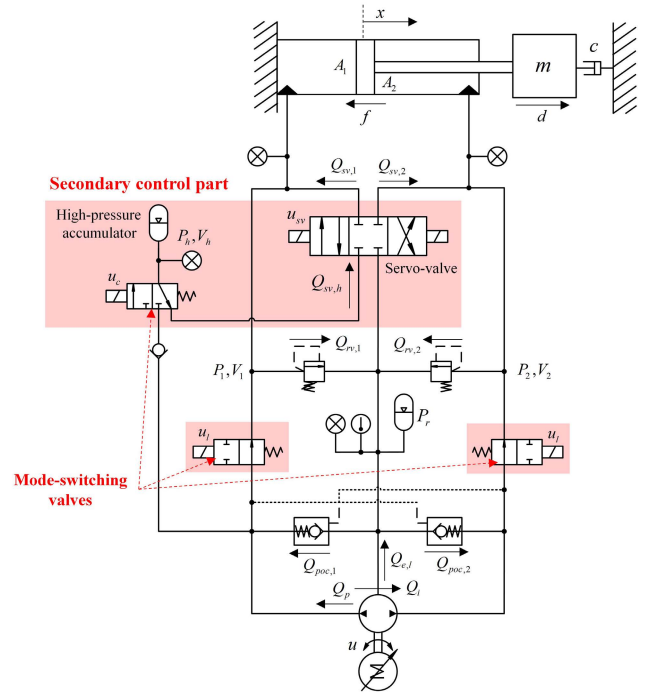 x
A1
A2
m
c
f
d
Qsv,1
Qsv,2
Secondary control part
High-pressure
accumulator
usv
Ph,Vh
Servo-valve
uc
Qsv,h
Qrv,1
Qrv,2
P1,V1
P2,V2
Pr
ul
ul
Mode-switching
valves
Qpoc,1
Qe,l
Qpoc,2
Qp
Qi
u
M